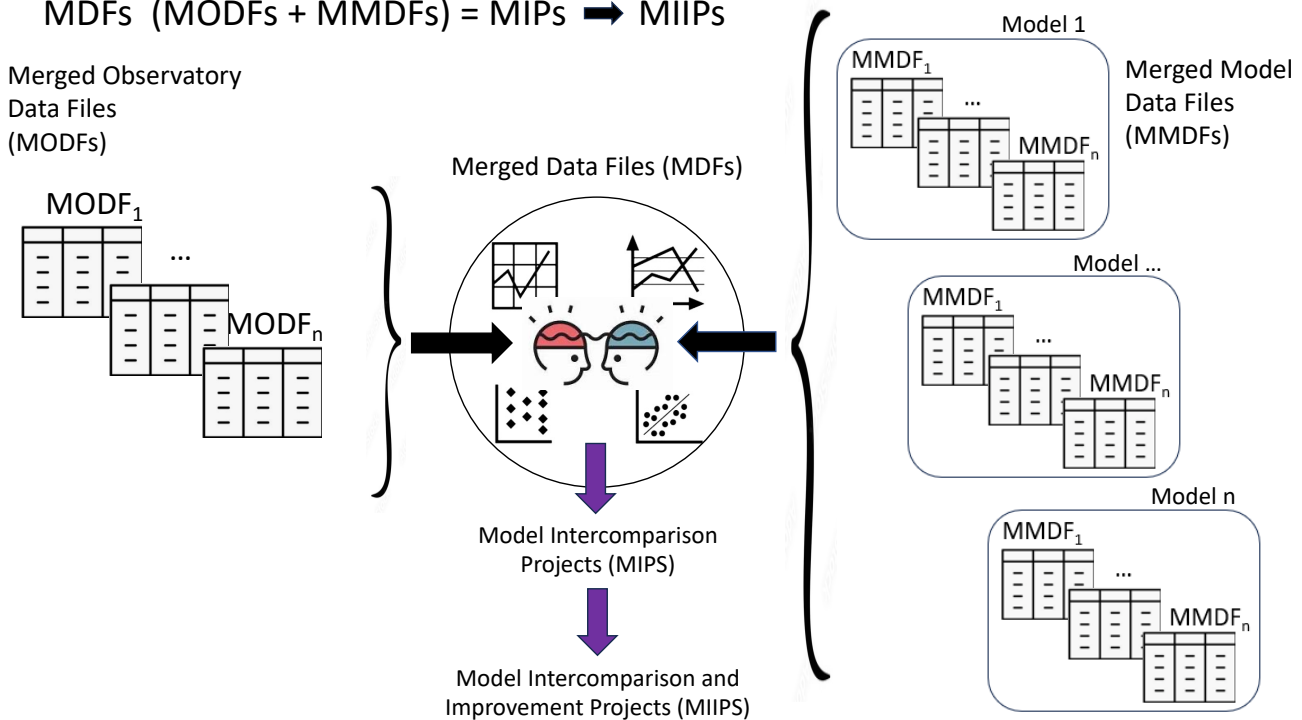 MDFs (MODFs + MMDFs) = MIPs ➡ MIIPs
Merged Observatory
Data Files
(MODFs)
MODF₁
...
MODFₙ
Merged Data Files (MDFs)
Model Intercomparison
Projects (MIPS)
Model Intercomparison and
Improvement Projects (MIIPS)
Model 1
MMDF₁
...
MMDFₙ
Merged Model
Data Files
(MMDFs)
Model ...
MMDF₁
...
MMDFₙ
Model n
MMDF₁
...
MMDFₙ